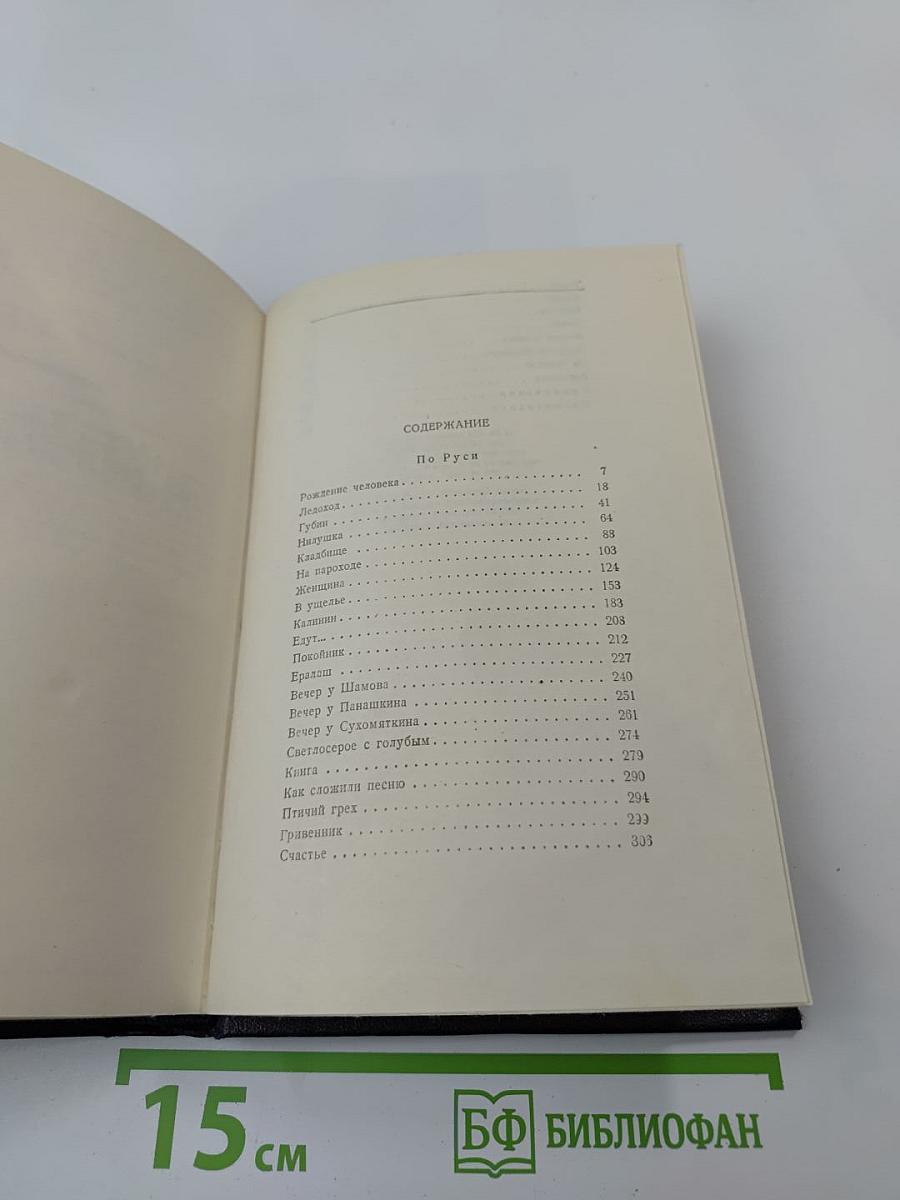 СОДЕРЖАНИЕ
По Руси
Рождение человека . . . . . . . . . . . . . . . . . . 7
Ледоход . . . . . . . . . . . . . . . . . . 18
Губин . . . . . . . . . . . . . . . . . . 41
Нилушка . . . . . . . . . . . . . . . . . . 64
Кладбище . . . . . . . . . . . . . . . . . . 88
На пароходе . . . . . . . . . . . . . . . . . . 103
Женщина . . . . . . . . . . . . . . . . . . 124
В ущелье . . . . . . . . . . . . . . . . . . 153
Калинин . . . . . . . . . . . . . . . . . . 183
Едут... . . . . . . . . . . . . . . . . . . 208
Покойник . . . . . . . . . . . . . . . . . . 212
Ералаш . . . . . . . . . . . . . . . . . . 227
Вечер у Шамова . . . . . . . . . . . . . . . . . . 240
Вечер у Панашкина . . . . . . . . . . . . . . . . . . 251
Вечер у Сухомяткина . . . . . . . . . . . . . . . . . . 261
Светлосерое с голубым . . . . . . . . . . . . . . . . . . 274
Книга . . . . . . . . . . . . . . . . . . 279
Как сложили песню . . . . . . . . . . . . . . . . . . 290
Птичий грех . . . . . . . . . . . . . . . . . . 294
Гривенник . . . . . . . . . . . . . . . . . . 299
Счастье . . . . . . . . . . . . . . . . . . 306
15 см
БФ БИБЛИОФАН